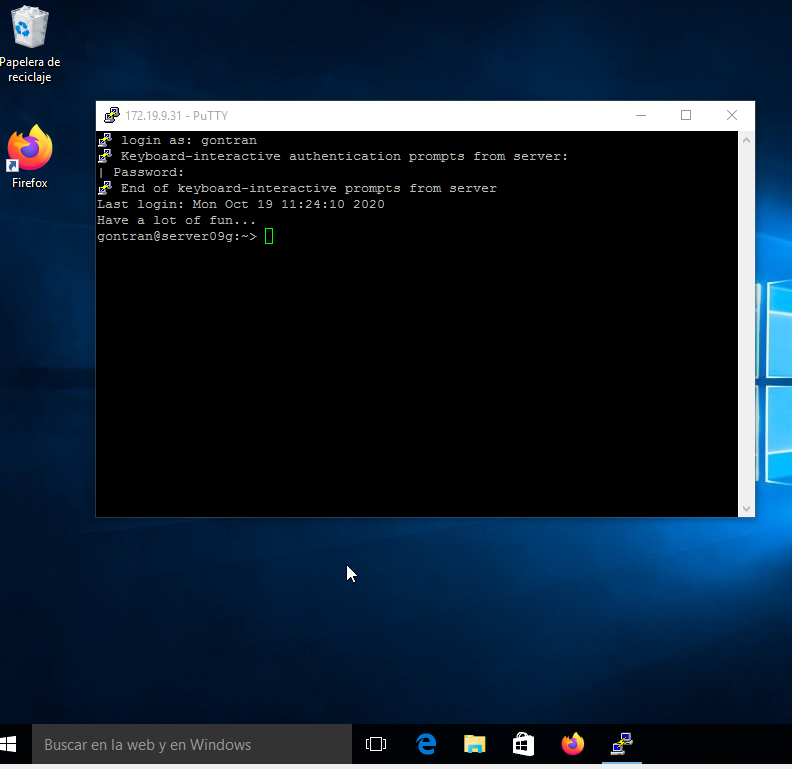 Papelera de
reciclaje
Firefox
172.19.9.31 - PuTTY
login as: gontran
Keyboard-interactive authentication prompts from server:
| Password:
End of keyboard-interactive prompts from server
Last login: Mon Oct 19 11:24:10 2020
Have a lot of fun...
gontran@server09g:~>
Buscar en la web y en Windows